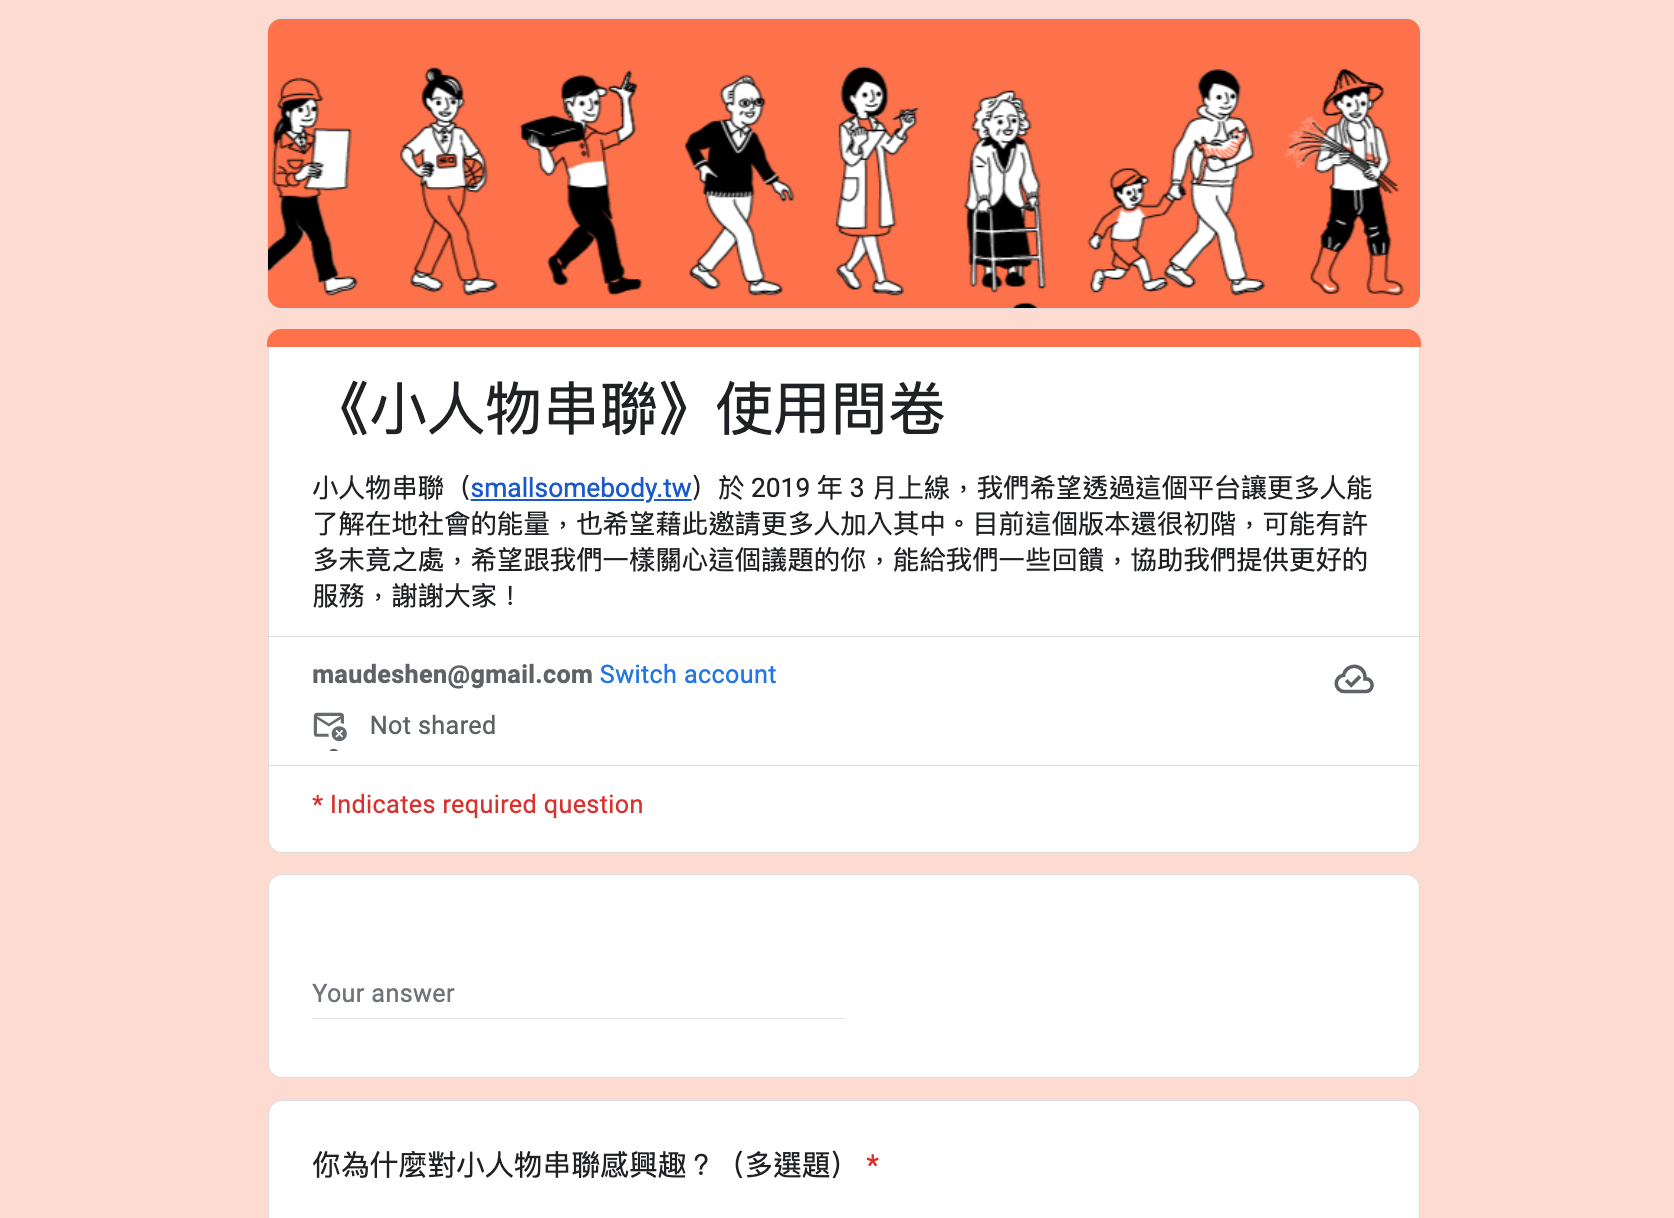 《小人物串聯》使用問卷
小人物串聯（smallsomebody.tw）於 2019 年 3 月上線，我們希望透過這個平台讓更多人能
了解在地社會的能量，也希望藉此邀請更多人加入其中。目前這個版本還很初階，可能有許
多未竟之處，希望跟我們一樣關心這個議題的你，能給我們一些回饋，協助我們提供更好的
服務，謝謝大家！
maudeshen@gmail.com Switch account
Not shared
* Indicates required question
Your answer
你為什麼對小人物串聯感興趣？（多選題） *